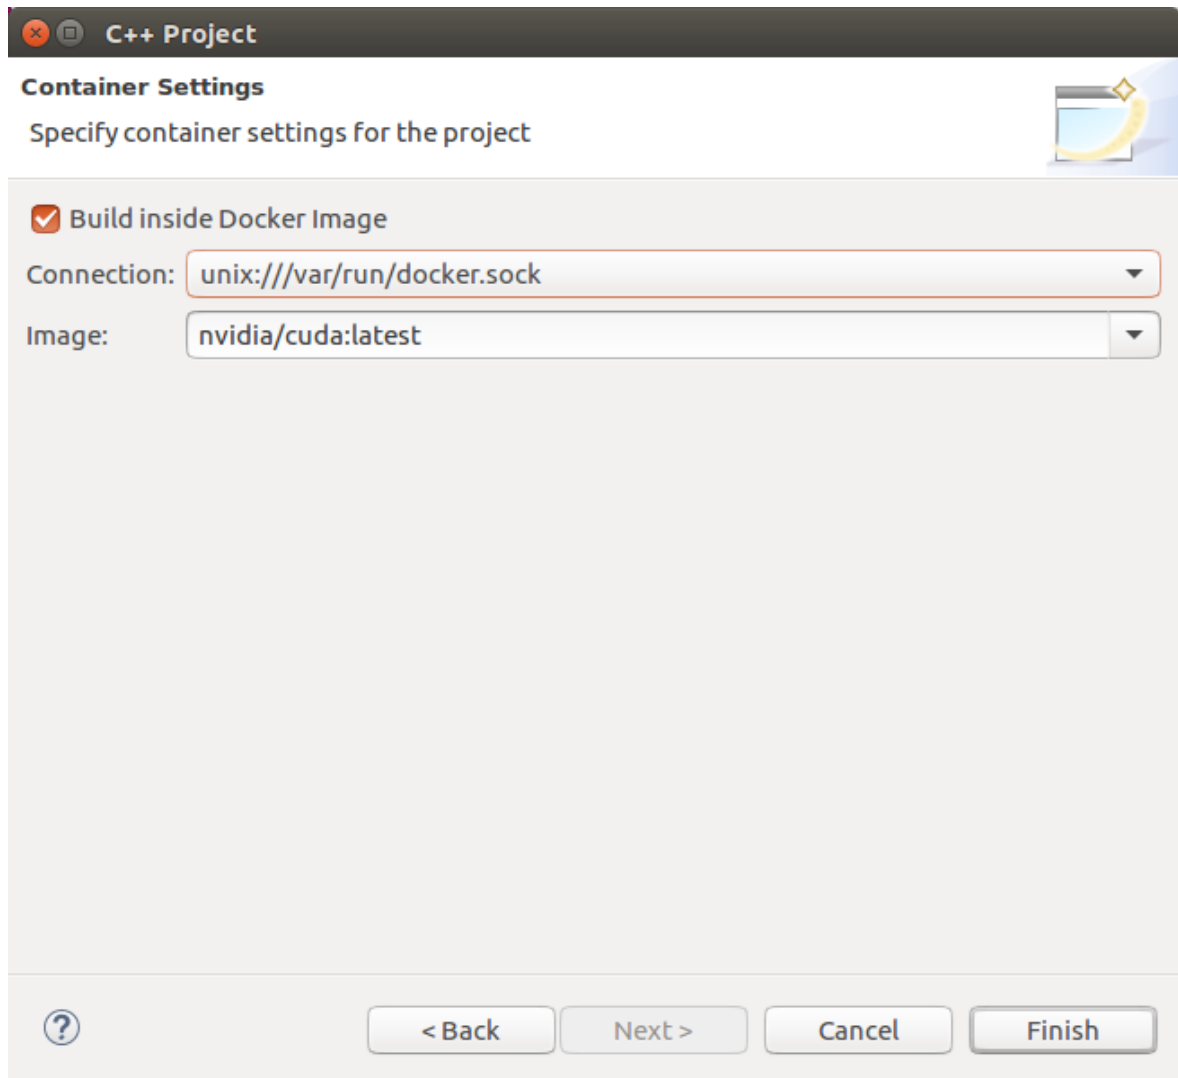 C++ Project
Container Settings
Specify container settings for the project
Build inside Docker Image
Connection: unix:///var/run/docker.sock
Image: nvidia/cuda:latest
? < Back Next > Cancel Finish